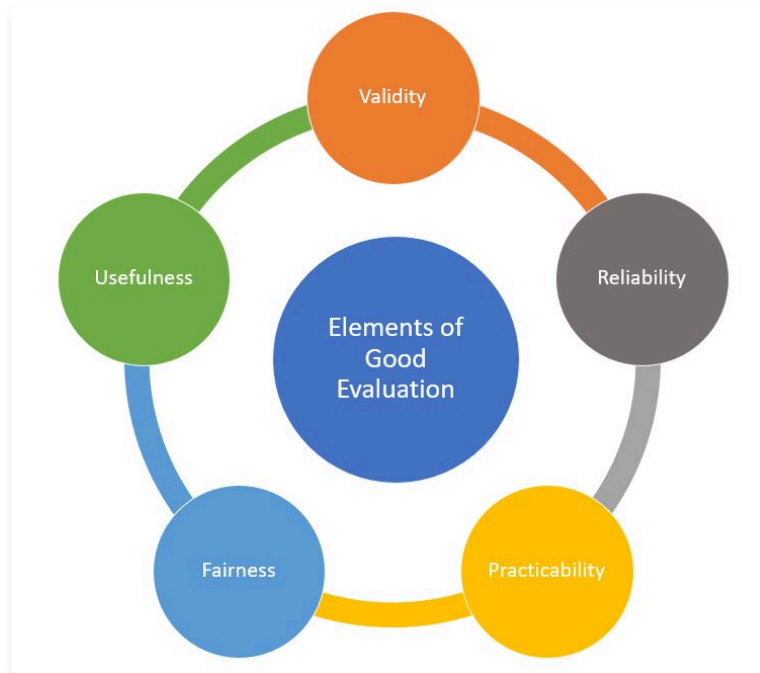 Validity
Reliability
Practicability
Fairness
Usefulness
Elements of
Good
Evaluation